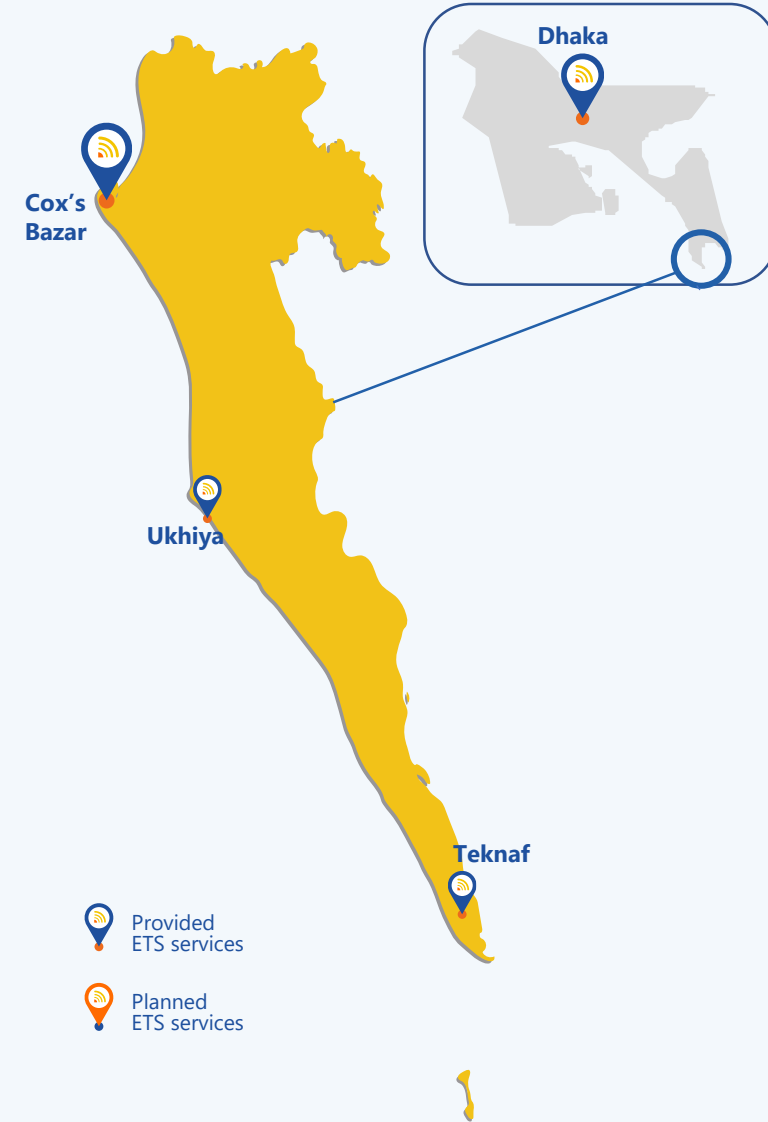 Dhaka
Cox’s
Bazar
Ukhiya
Teknaf
Provided
ETS services
Planned
ETS services